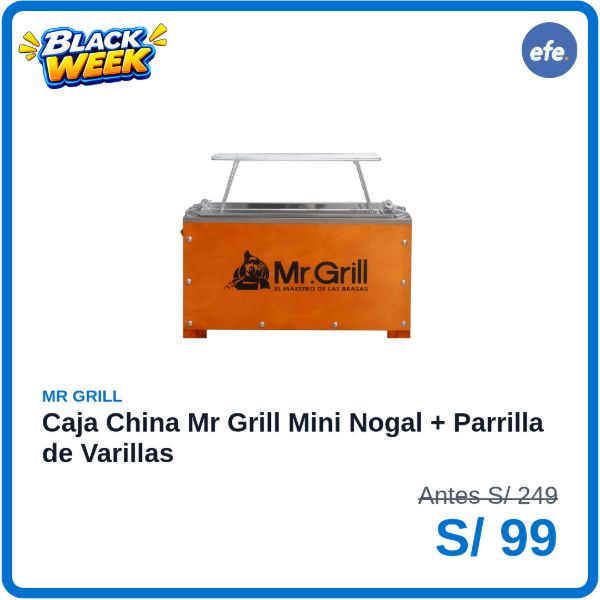 BLACK
WEEK
efe.
Mr.Grill
EL MAESTRO DE LAS BRASAS
MR GRILL
Caja China Mr Grill Mini Nogal + Parrilla
de Varillas
Antes S/ 249
S/ 99